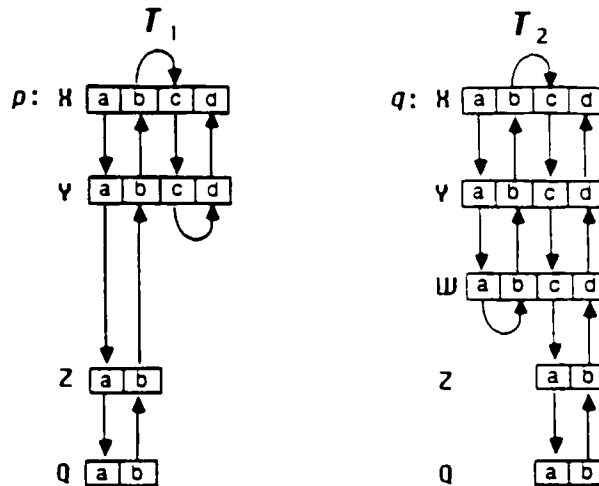 T1
p: X a b c d
Y a b c d
Z a b
Q a b
T2
q: X a b c d
Y a b c d
W a b c d
Z a b
Q a b